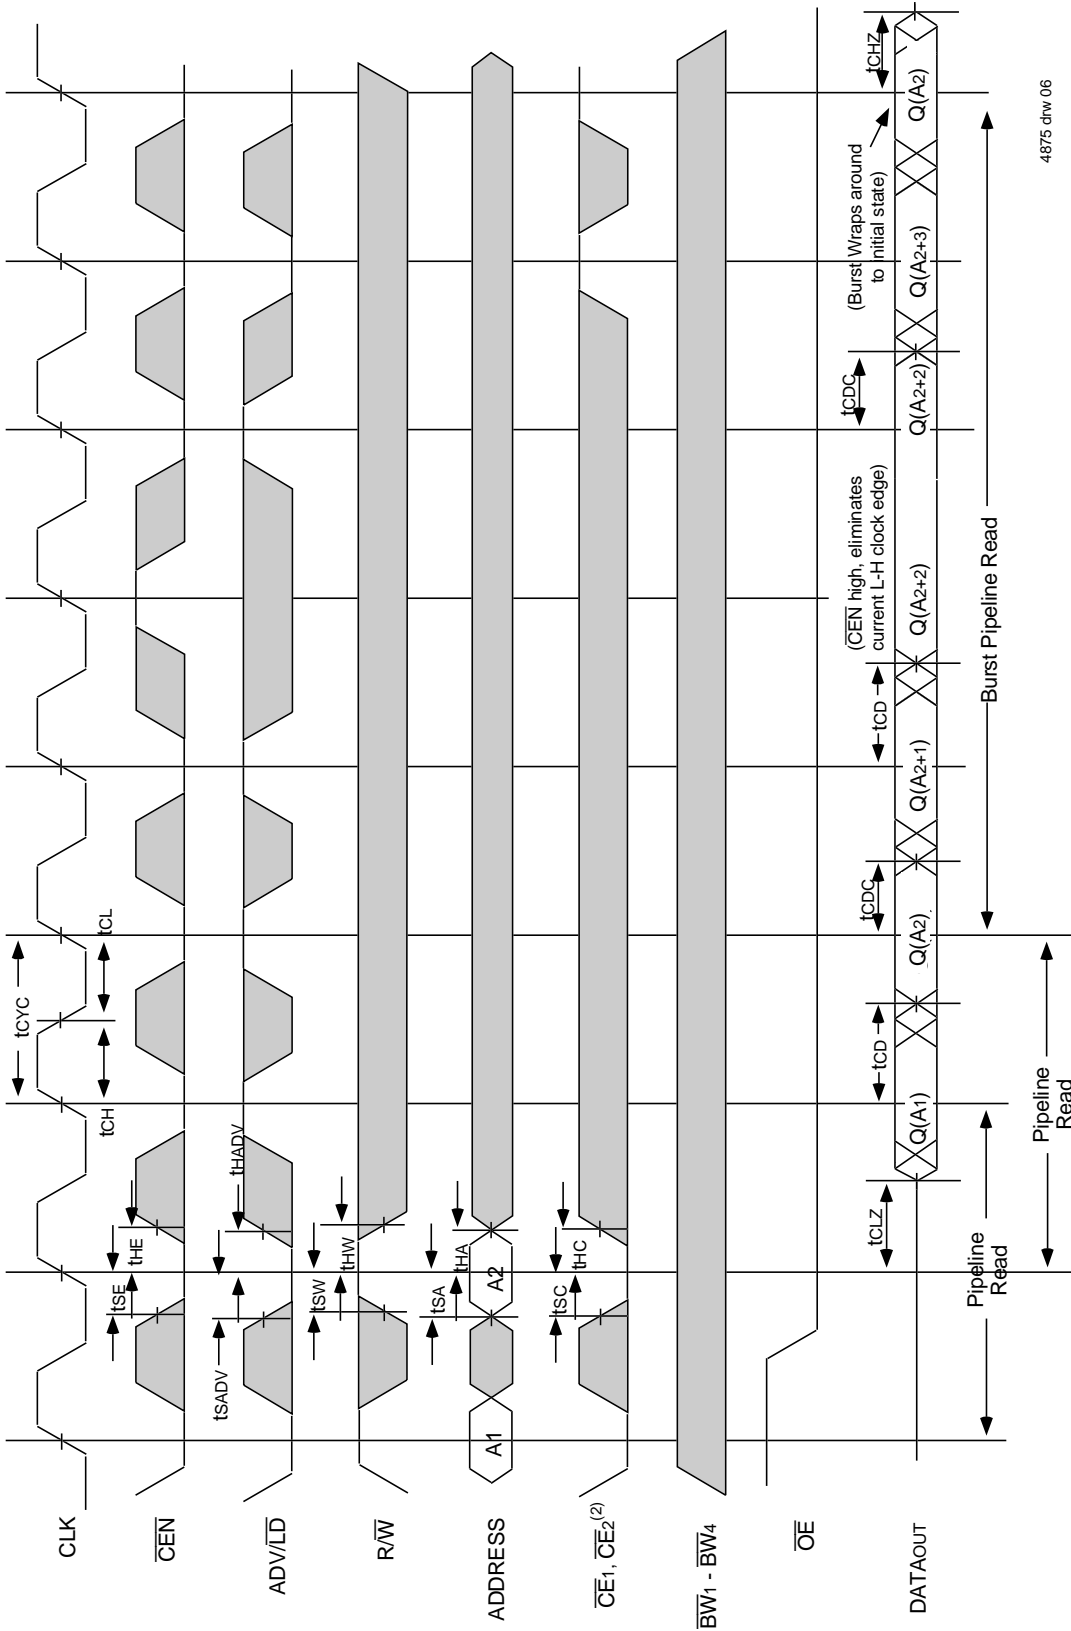 CLK
tCYC
tCH
tCL
CEN
tSE
tHE
ADV/LD
tSADV
tHADV
R/W
tSW
tHW
ADDRESS
A1
A2
tSA
tHA
CE1, CE2(2)
tSC
tHC
BW1 - BW4
OE
(CEN high, eliminates
current L-H clock edge)
(Burst Wraps around
to initial state)
tCLZ
tCD
tCDC
tCD
tCDC
tCHZ
DATAOUT
Q(A1)
Q(A2)
Q(A2+1)
Q(A2+2)
Q(A2+2)
Q(A2+3)
Q(A2)
Pipeline
Read
Burst Pipeline Read
Pipeline
Read
4875 drw 06